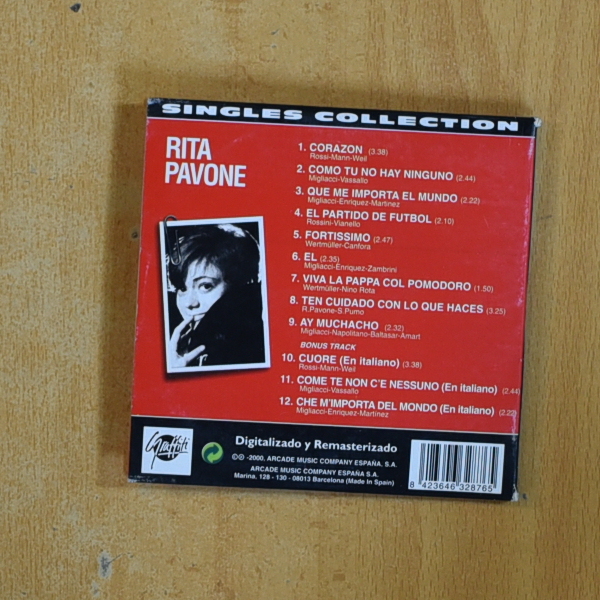 SINGLES COLLECTION
RITA
PAVONE
1. CORAZON (3.38)
Rossi-Mann-Weil
2. COMO TU NO HAY NINGUNO (2.44)
Migliacci-Vassallo
3. QUE ME IMPORTA EL MUNDO (2.22)
Migliacci-Enriquez-Martinez
4. EL PARTIDO DE FUTBOL (2.10)
Rossini-Vianello
5. FORTISSIMO (2.47)
Wertmüller-Canfora
6. EL (2.35)
Migliacci-Enriquez-Zambrini
7. VIVA LA PAPPA COL POMODORO (1.50)
Wertmüller-Nino Rota
8. TEN CUIDADO CON LO QUE HACES (3.25)
R.Pavone-S.Pumo
9. AY MUCHACHO (2.32)
Migliacci-Napolitano-Baltasar-Amart
BONUS TRACK
10. CUORE (En italiano) (3.38)
Rossi-Mann-Weil
11. COME TE NON C'E NESSUNO (En italiano) (2.44)
Migliacci-Vassallo
12. CHE M'IMPORTA DEL MONDO (En italiano) (2.22)
Migliacci-Enriquez-Martinez
Graffiti
Digitalizado y Remasterizado
©℗ -2000, ARCADE MUSIC COMPANY ESPAÑA. S.A.
ARCADE MUSIC COMPANY ESPAÑA S.A.
Marina. 128 - 130 - 08013 Barcelona (Made In Spain)
8 423646 328765